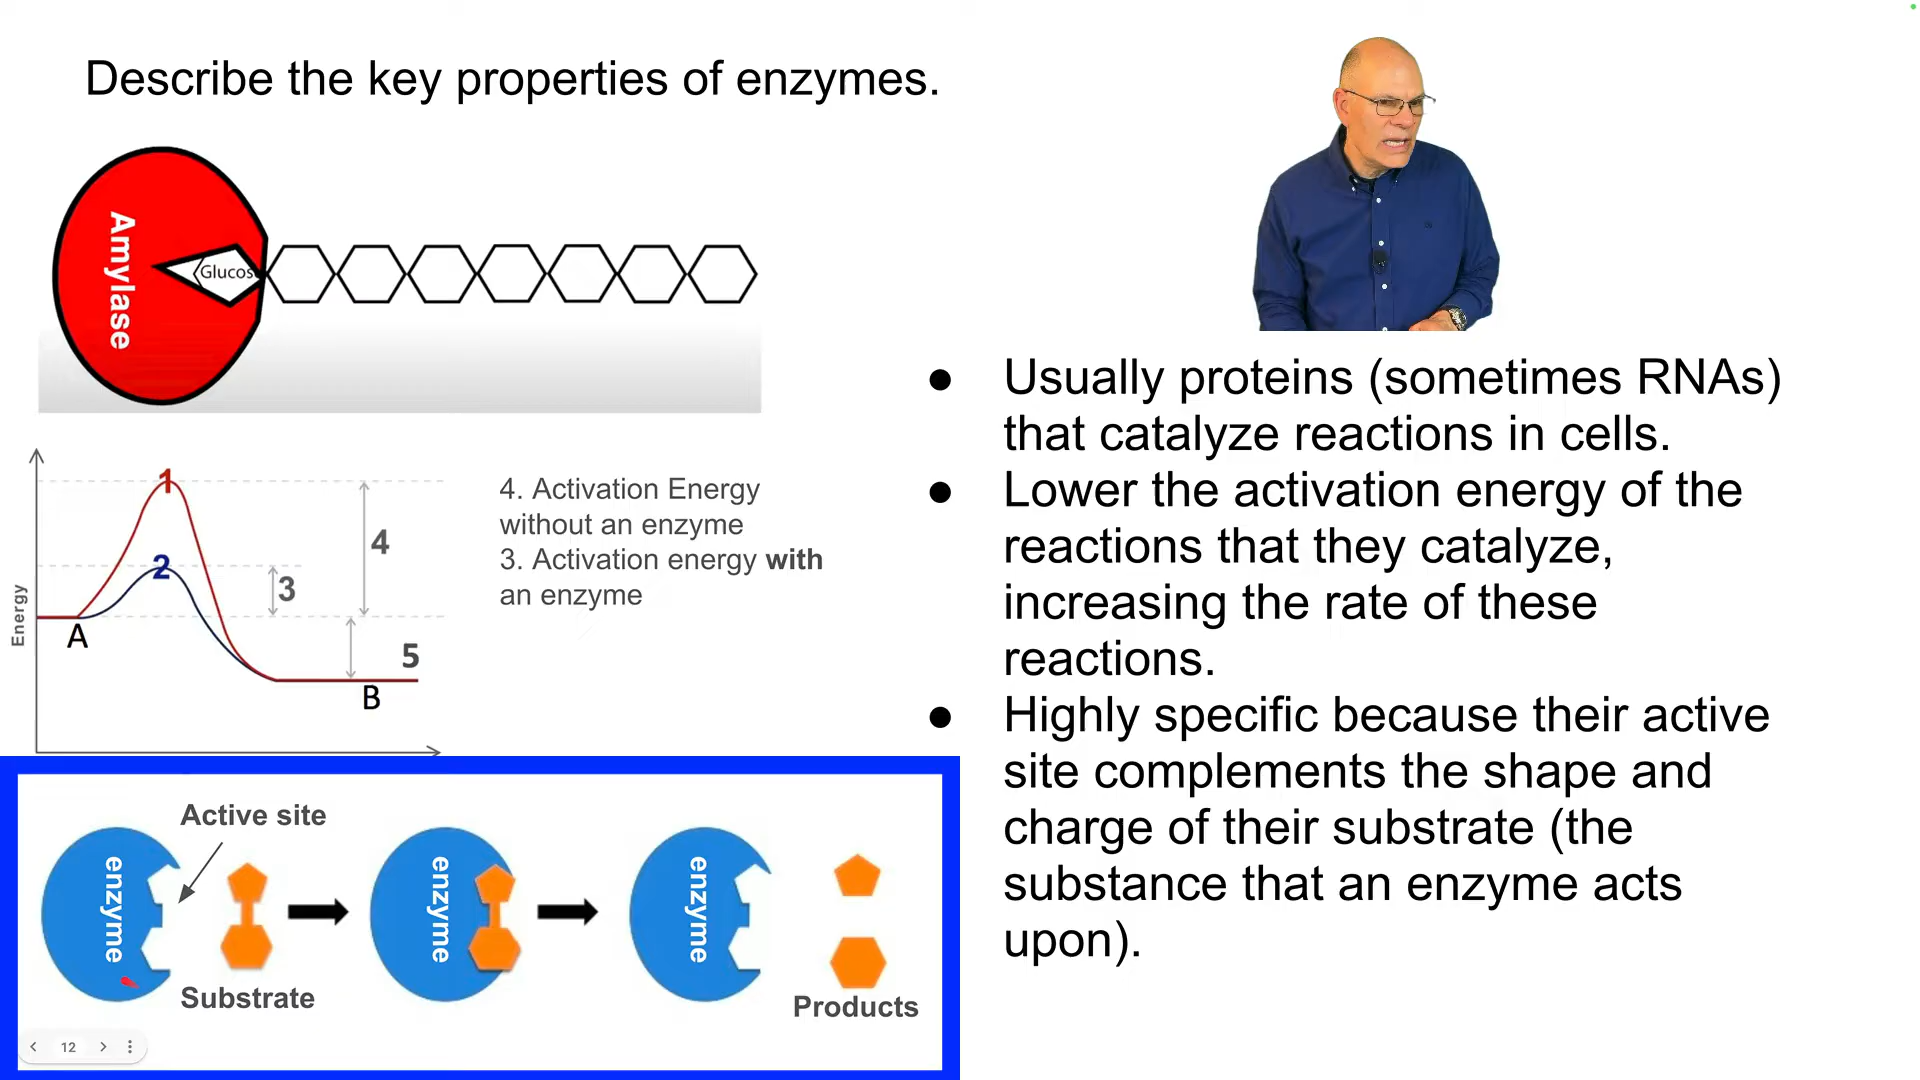 Describe the key properties of enzymes.
Amylase
Glucos
1
2
4
3
5
A
B
Energy
4. Activation Energy
without an enzyme
3. Activation energy with
an enzyme
Active site
enzyme
enzyme
enzyme
Substrate
Products
12
● Usually proteins (sometimes RNAs)
that catalyze reactions in cells.
● Lower the activation energy of the
reactions that they catalyze,
increasing the rate of these
reactions.
● Highly specific because their active
site complements the shape and
charge of their substrate (the
substance that an enzyme acts
upon).